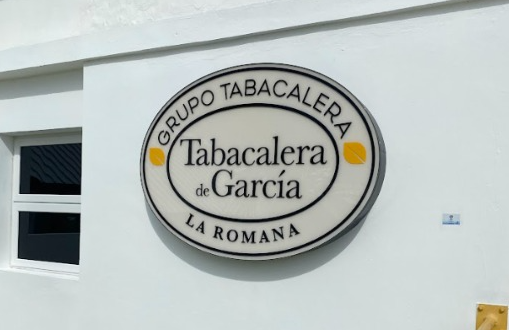 GRUPO TABACALERA
Tabacalera
de García
LA ROMANA